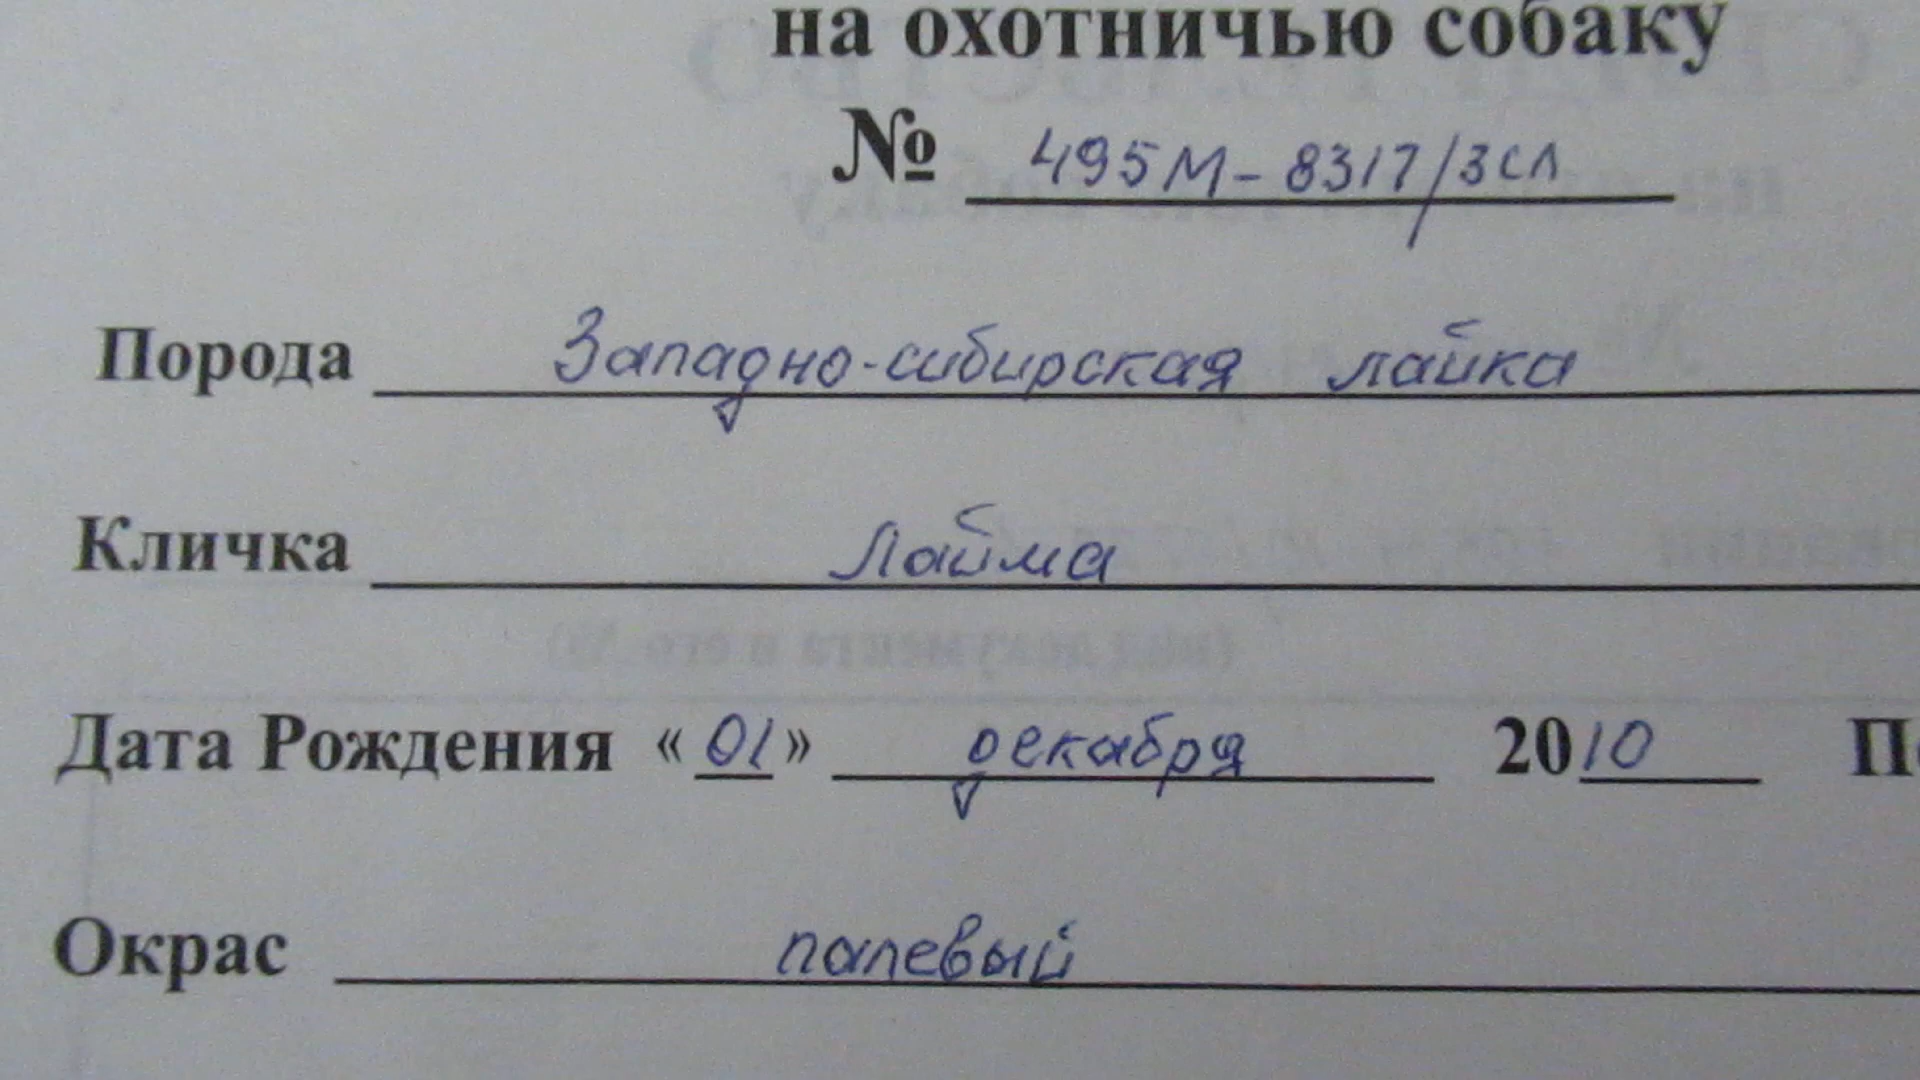 на охотничью собаку
№ 495М-8317/зсл
Порода Западно-сибирская лайка
Кличка Лайма
Дата Рождения «01» декабря 2010
Окрас палевый